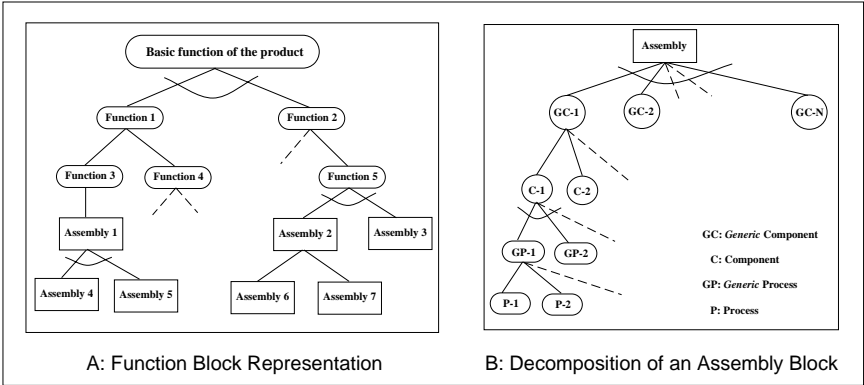 Basic function of the product
Function 1
Function 2
Function 3
Function 4
Function 5
Assembly 1
Assembly 2
Assembly 3
Assembly 4
Assembly 5
Assembly 6
Assembly 7
A: Function Block Representation
Assembly
GC-1
GC-2
GC-N
C-1
C-2
GP-1
GP-2
P-1
P-2
GC: Generic Component
C: Component
GP: Generic Process
P: Process
B: Decomposition of an Assembly Block